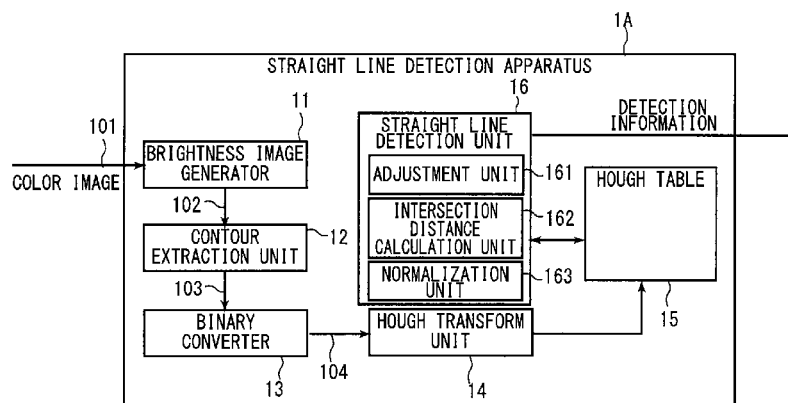 1A
STRAIGHT LINE DETECTION APPARATUS
16
11
DETECTION
INFORMATION
101
COLOR IMAGE
BRIGHTNESS IMAGE
GENERATOR
STRAIGHT LINE
DETECTION UNIT
ADJUSTMENT UNIT
161
HOUGH TABLE
102
12
CONTOUR
EXTRACTION UNIT
INTERSECTION
DISTANCE
CALCULATION UNIT
162
103
NORMALIZATION
UNIT
163
15
BINARY
CONVERTER
13
104
HOUGH TRANSFORM
UNIT
14